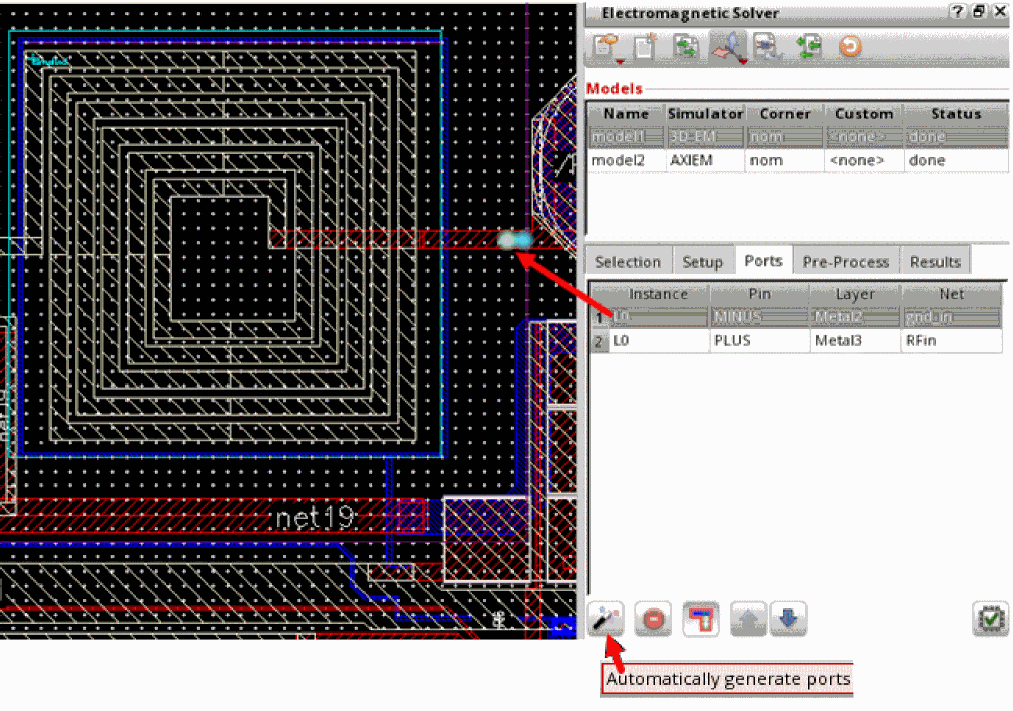 Electromagnetic Solver
Models
Name Simulator Corner Custom Status
model1 3D-EM nom <none> done
model2 AXIEM nom <none> done
Selection Setup Ports Pre-Process Results
Instance Pin Layer Net
1 L0 MINUS Metal2 gnd_in
2 L0 PLUS Metal3 RFin
net19
Automatically generate ports